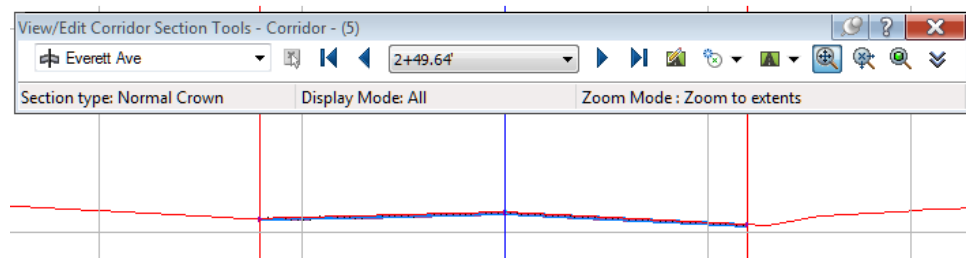 View/Edit Corridor Section Tools - Corridor - (5)
Everett Ave 2+49.64'
Section type: Normal Crown Display Mode: All Zoom Mode : Zoom to extents